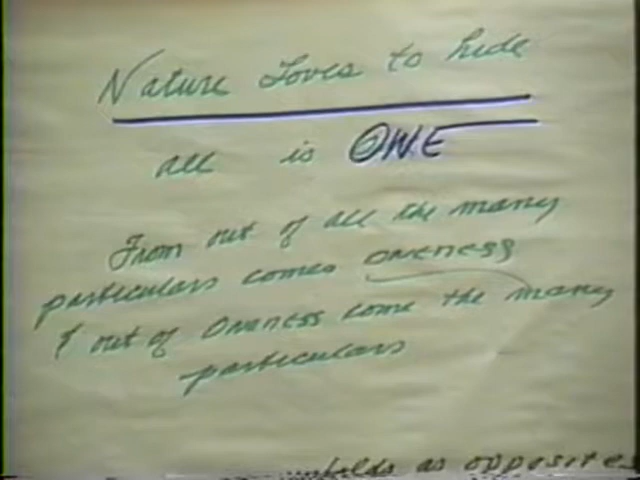 Nature Loves to hide
all is ONE
From out of all the many
particulars comes oneness
& out of Oneness come the many
particulars
unfolds as opposites